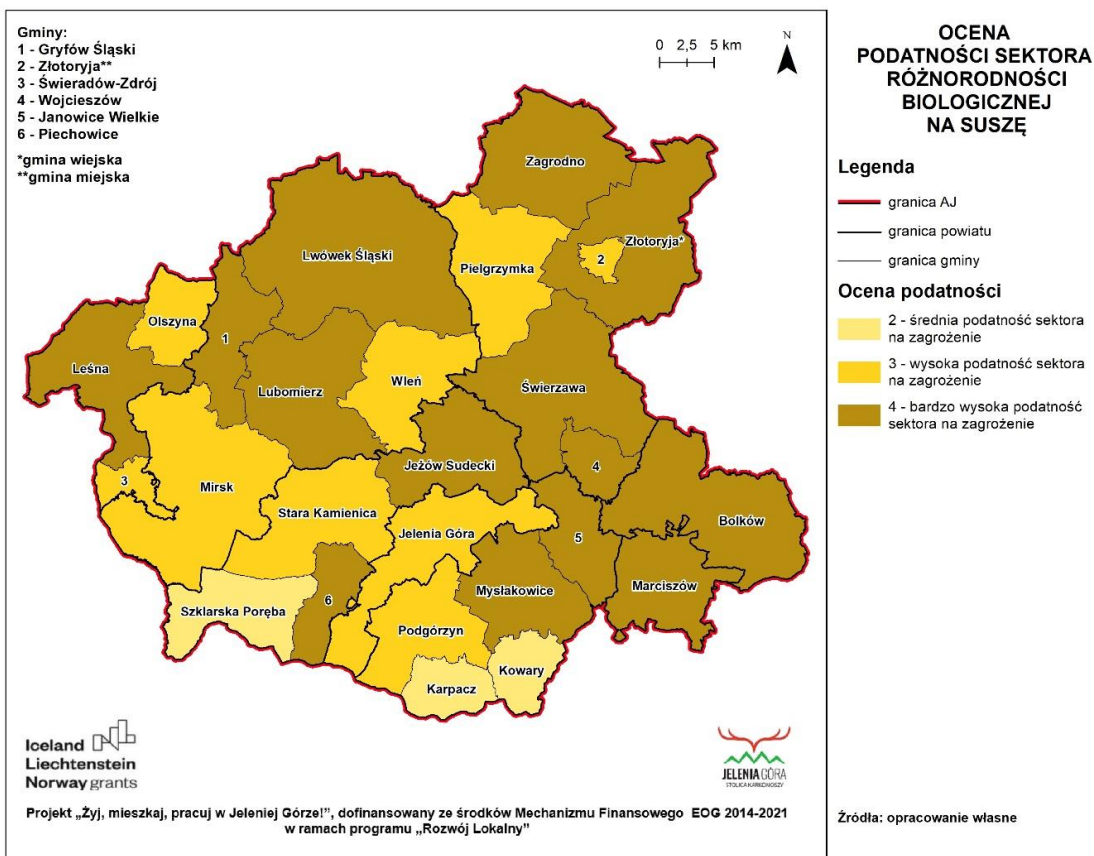 Gminy:
1 - Gryfów Śląski
2 - Złotoryja**
3 - Świeradów-Zdrój
4 - Wojcieszów
5 - Janowice Wielkie
6 - Piechowice
*gmina wiejska
**gmina miejska
0 2,5 5 km
N
Zagrodno
Lwówek Śląski
Złotoryja*
Pielgrzymka
2
Olszyna
1
Leśna
Wleń
Lubomierz
Świerzawa
Jeżów Sudecki
4
3
Mirsk
Stara Kamienica
Jelenia Góra
Bolków
5
Mysłakowice
Marciszów
6
Szklarska Poręba
Podgórzyn
Kowary
Karpacz
Iceland
Liechtenstein
Norway grants
JELENIA GÓRA
STOLICA KARKONOSZY
Projekt „Żyj, mieszkaj, pracuj w Jeleniej Górze!”, dofinansowany ze środków Mechanizmu Finansowego EOG 2014-2021
w ramach programu „Rozwój Lokalny”
OCENA
PODATNOŚCI SEKTORA
RÓŻNORODNOŚCI
BIOLOGICZNEJ
NA SUSZĘ
Legenda
granica AJ
granica powiatu
granica gminy
Ocena podatności
2 - średnia podatność sektora
na zagrożenie
3 - wysoka podatność sektora
na zagrożenie
4 - bardzo wysoka podatność
sektora na zagrożenie
Źródła: opracowanie własne